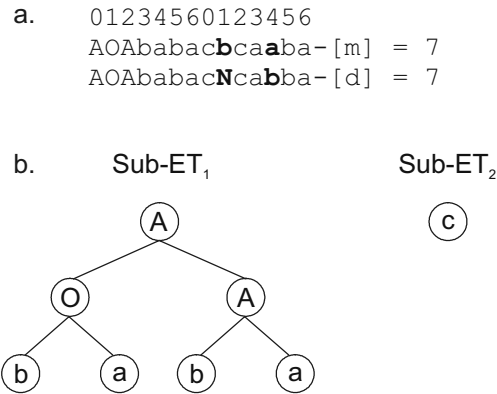 a. 01234560123456
AOAbabacbcaaba-[m] = 7
AOAbabacNcabba-[d] = 7
b. Sub-ET₁ Sub-ET₂
A c
O A
b a b a